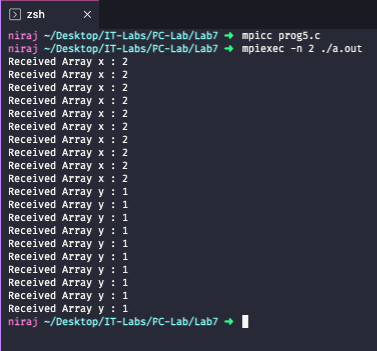 zsh
niraj ~/Desktop/IT-Labs/PC-Lab/Lab7 ➜ mpicc prog5.c
niraj ~/Desktop/IT-Labs/PC-Lab/Lab7 ➜ mpiexec -n 2 ./a.out
Received Array x : 2
Received Array x : 2
Received Array x : 2
Received Array x : 2
Received Array x : 2
Received Array x : 2
Received Array x : 2
Received Array x : 2
Received Array x : 2
Received Array x : 2
Received Array y : 1
Received Array y : 1
Received Array y : 1
Received Array y : 1
Received Array y : 1
Received Array y : 1
Received Array y : 1
Received Array y : 1
Received Array y : 1
Received Array y : 1
niraj ~/Desktop/IT-Labs/PC-Lab/Lab7 ➜